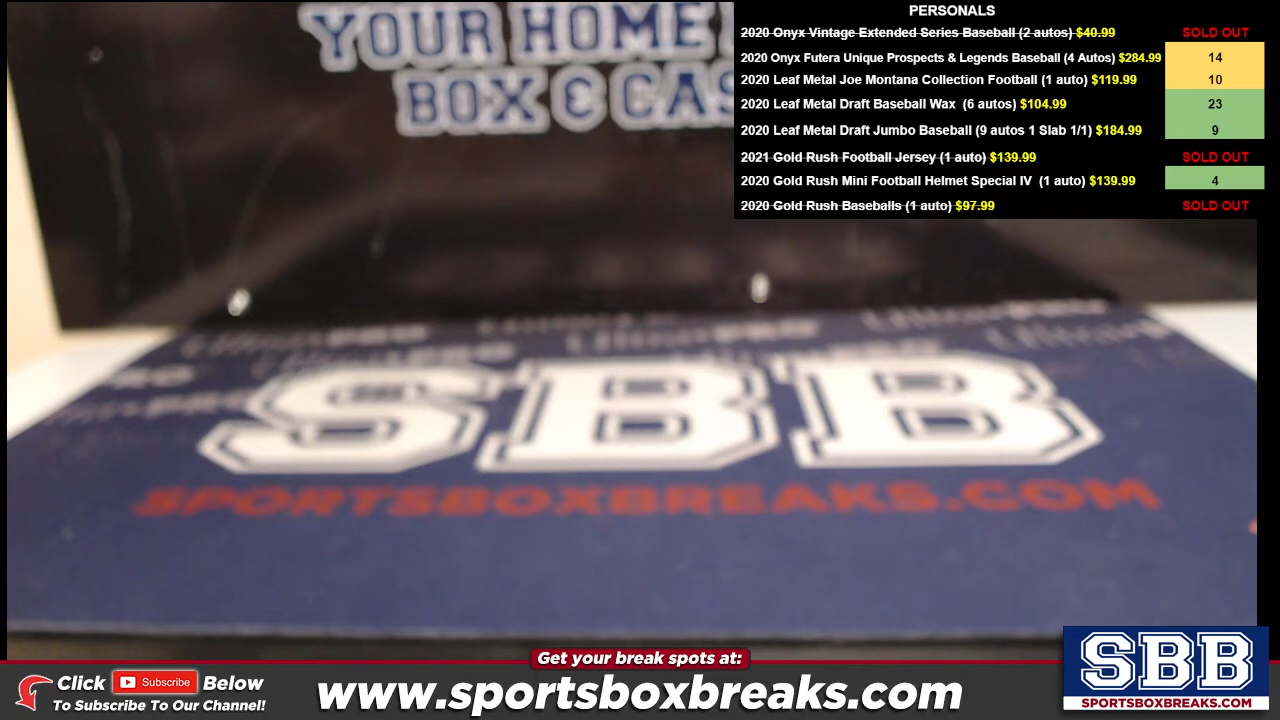 YOUR HOME
BOX & CAS
PERSONALS
2020 Onyx Vintage Extended Series Baseball (2 autos) $40.99 SOLD OUT
2020 Onyx Futera Unique Prospects & Legends Baseball (4 Autos) $284.99 14
2020 Leaf Metal Joe Montana Collection Football (1 auto) $119.99 10
2020 Leaf Metal Draft Baseball Wax (6 autos) $104.99 23
2020 Leaf Metal Draft Jumbo Baseball (9 autos 1 Slab 1/1) $184.99 9
2021 Gold Rush Football Jersey (1 auto) $139.99 SOLD OUT
2020 Gold Rush Mini Football Helmet Special IV (1 auto) $139.99 4
2020 Gold Rush Baseballs (1 auto) $97.99 SOLD OUT
SBB
SPORTSBOXBREAKS.COM
Get your break spots at:
Click Subscribe Below
To Subscribe To Our Channel!
www.sportsboxbreaks.com
SBB
SPORTSBOXBREAKS.COM